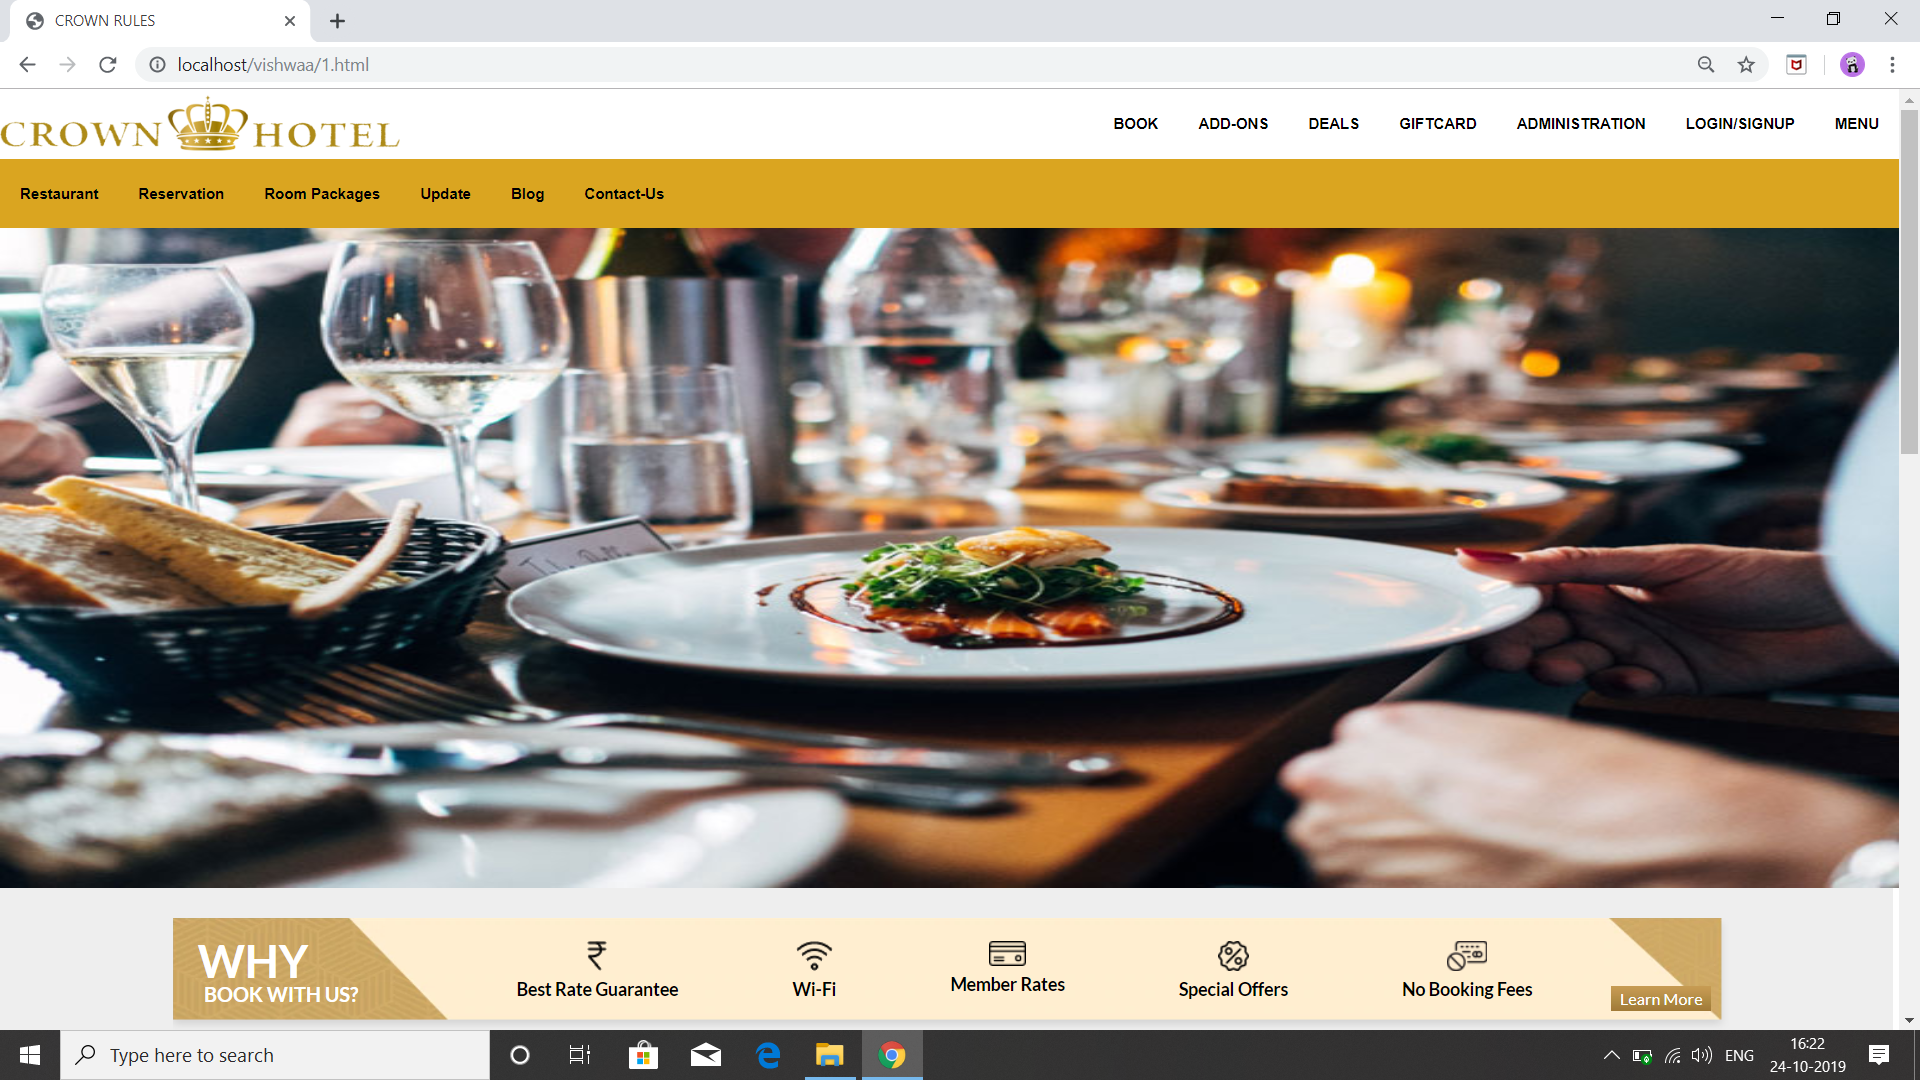 CROWN RULES
localhost/vishwaa/1.html
CROWN HOTEL
BOOK ADD-ONS DEALS GIFTCARD ADMINISTRATION LOGIN/SIGNUP MENU
Restaurant Reservation Room Packages Update Blog Contact-Us
WHY
BOOK WITH US?
Best Rate Guarantee Wi-Fi Member Rates Special Offers No Booking Fees
Learn More
Type here to search
ENG
16:22
24-10-2019